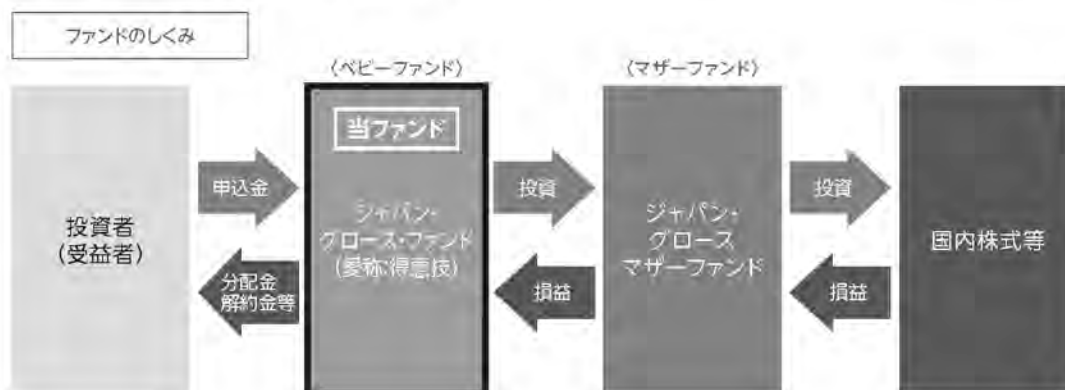 ファンドのしくみ
〈ベビーファンド〉
〈マザーファンド〉
投資者
(受益者)
申込金
分配金
解約金等
当ファンド
ジャパン・
グロース・ファンド
(愛称:得意技)
投資
損益
ジャパン・
グロース
マザーファンド
投資
損益
国内株式等